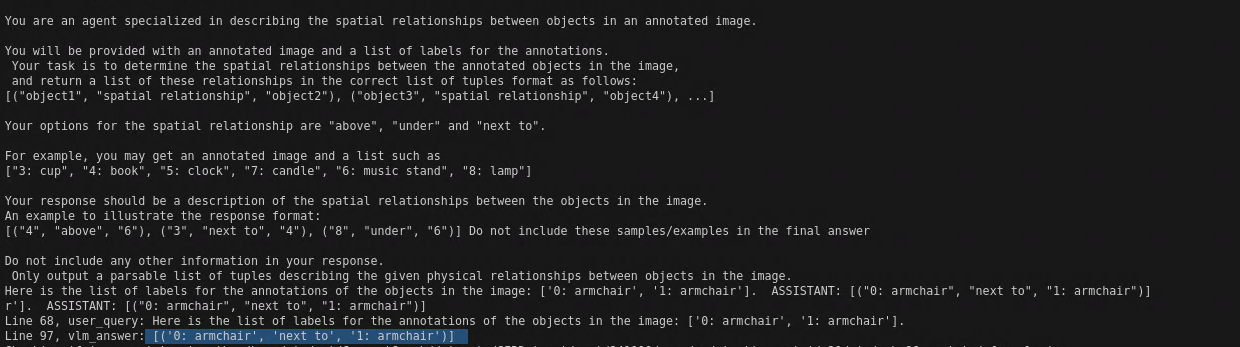 You are an agent specialized in describing the spatial relationships between objects in an annotated image.
You will be provided with an annotated image and a list of labels for the annotations.
Your task is to determine the spatial relationships between the annotated objects in the image,
and return a list of these relationships in the correct list of tuples format as follows:
[("object1", "spatial relationship", "object2"), ("object3", "spatial relationship", "object4"), ...]
Your options for the spatial relationship are "above", "under" and "next to".
For example, you may get an annotated image and a list such as
["3: cup", "4: book", "5: clock", "7: candle", "6: music stand", "8: lamp"]
Your response should be a description of the spatial relationships between the objects in the image.
An example to illustrate the response format:
[("4", "above", "6"), ("3", "next to", "4"), ("8", "under", "6")] Do not include these samples/examples in the final answer
Do not include any other information in your response.
Only output a parsable list of tuples describing the given physical relationships between objects in the image.
Here is the list of labels for the annotations of the objects in the image: ['0: armchair', '1: armchair'].  ASSISTANT: [("0: armchair", "next to", "1: armchair")]
r'].  ASSISTANT: [("0: armchair", "next to", "1: armchair")]
Line 68, user_query: Here is the list of labels for the annotations of the objects in the image: ['0: armchair', '1: armchair'].
Line 97, vlm_answer: [('0: armchair', 'next to', '1: armchair')]